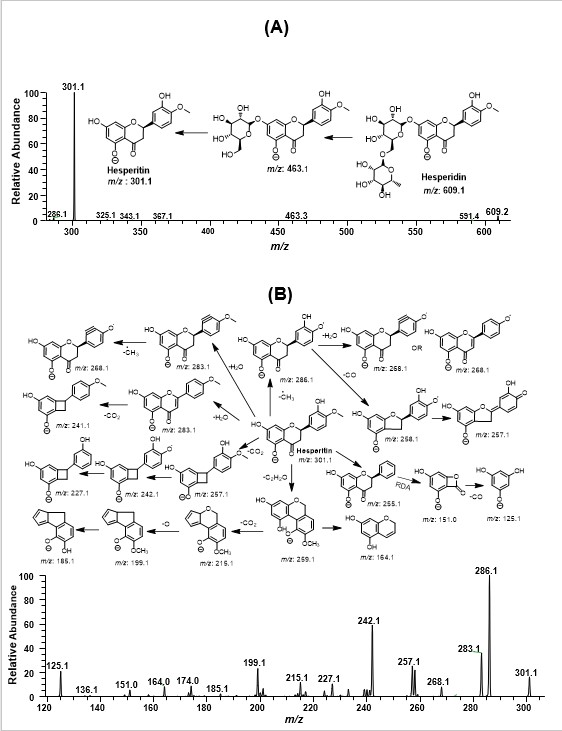 (A)
Relative Abundance
100
80
60
40
20
0
301.1
286.1
325.1
343.1
367.1
463.3
591.4
609.2
300
350
400
450
500
550
600
m/z
Hesperitin
m/z : 301.1
m/z: 463.1
Hesperidin
m/z: 609.1
(B)
m/z: 268.1
m/z: 283.1
m/z: 286.1
-H₂O
m/z: 268.1
OR
m/z: 268.1
-CH₃
-H₂O
-CO
m/z: 241.1
-CO₂
m/z: 283.1
-H₂O
-CH₃
Hesperitin
m/z: 301.1
m/z: 258.1
m/z: 257.1
m/z: 227.1
m/z: 242.1
m/z: 257.1
-CO₂
-C₂H₂O
m/z: 255.1
RDA
m/z: 151.0
-CO
m/z: 125.1
m/z: 185.1
m/z: 199.1
-O
m/z: 215.1
-CO₂
m/z: 259.1
m/z: 164.1
Relative Abundance
100
80
60
40
20
0
125.1
136.1
151.0
164.0
174.0
185.1
199.1
215.1
227.1
242.1
257.1
268.1
283.1
286.1
301.1
120
140
160
180
200
220
240
260
280
300
m/z